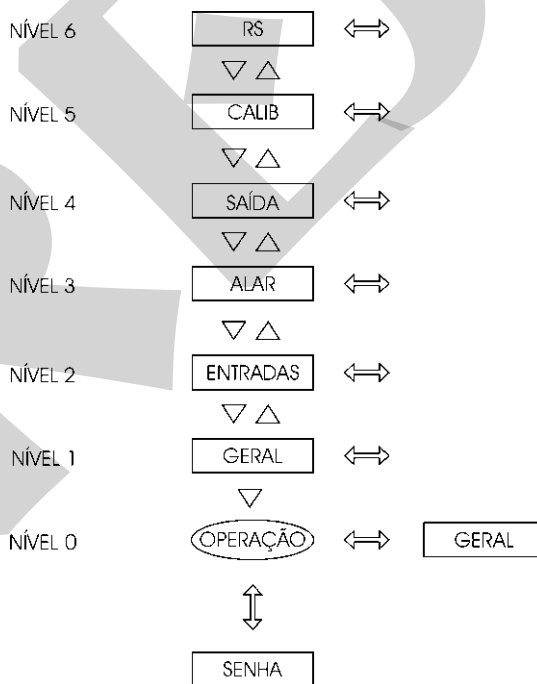 NÍVEL 6 RS
NÍVEL 5 CALIB
NÍVEL 4 SAÍDA
NÍVEL 3 ALAR
NÍVEL 2 ENTRADAS
NÍVEL 1 GERAL
NÍVEL 0 OPERAÇÃO GERAL
SENHA